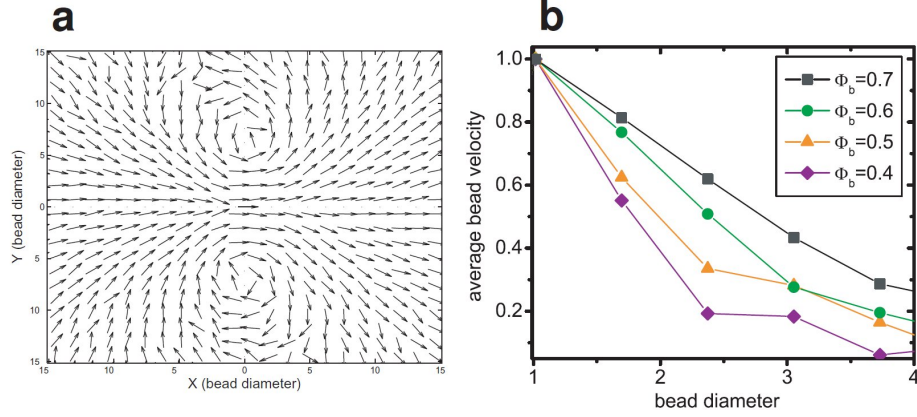 a
15
10
5
0
5
10
15
15
10
5
0
5
10
15
Y (bead diameter)
X (bead diameter)
b
1.0
0.8
0.6
0.4
0.2
1
2
3
4
average bead velocity
bead diameter
Φb=0.7
Φb=0.6
Φb=0.5
Φb=0.4